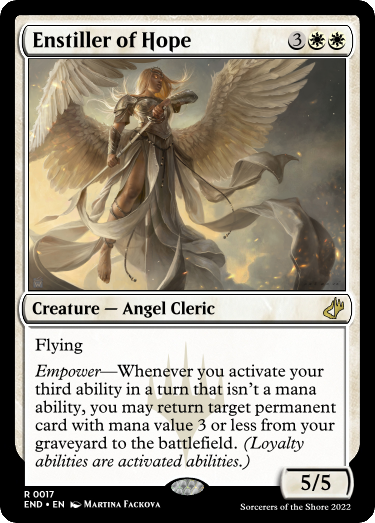 Enstiller of Hope 3
Creature — Angel Cleric
Flying
Empower—Whenever you activate your
third ability in a turn that isn't a mana
ability, you may return target permanent
card with mana value 3 or less from your
graveyard to the battlefield. (Loyalty
abilities are activated abilities.)
5/5
R 0017
END • EN Martina Fackova
Sorcerers of the Shore 2022